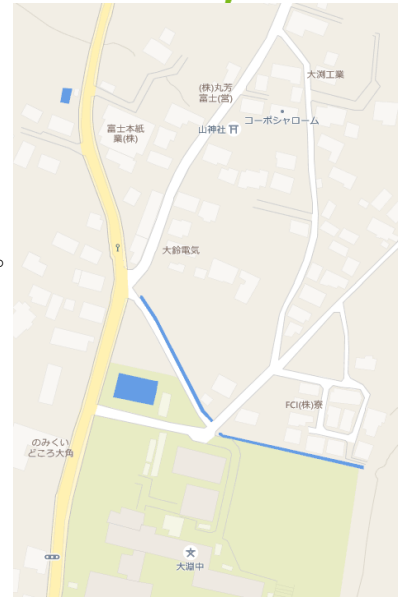 大渕工業
(株)丸芳
富士(営)
コーポシャローム
富士本紙
業(株)
山神社
大鈴電気
。
FCI(株)寮
のみくい
どころ大角
大淵中